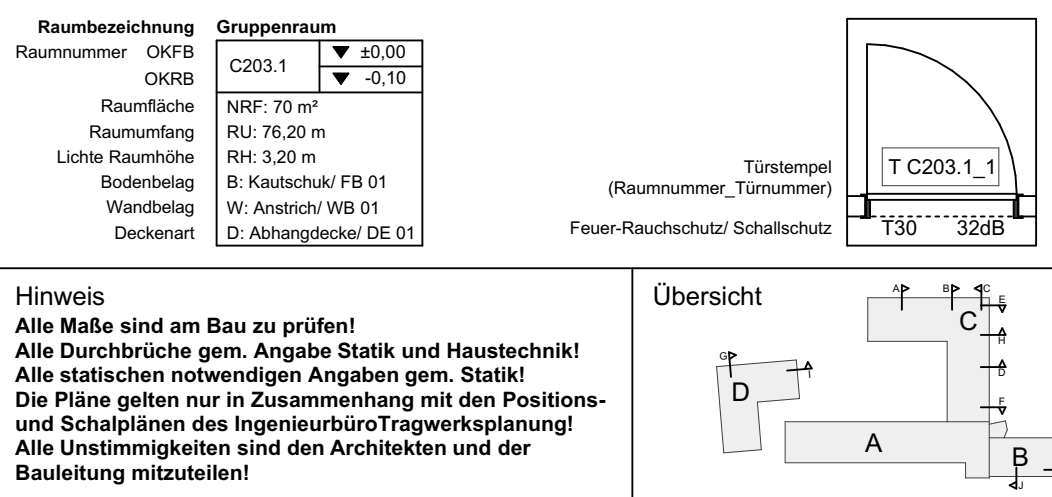 Raumbezeichnung Gruppenraum
Raumnummer OKFB C203.1 ▼ ±0,00
OKRB ▼ -0,10
Raumfläche NRF: 70 m²
Raumumfang RU: 76,20 m
Lichte Raumhöhe RH: 3,20 m
Bodenbelag B: Kautschuk/ FB 01
Wandbelag W: Anstrich/ WB 01
Deckenart D: Abhangdecke/ DE 01
Türstempel
(Raumnummer_Türnummer)
T C203.1_1
Feuer-Rauchschutz/ Schallschutz
T30 32dB
Hinweis
Alle Maße sind am Bau zu prüfen!
Alle Durchbrüche gem. Angabe Statik und Haustechnik!
Alle statischen notwendigen Angaben gem. Statik!
Die Pläne gelten nur in Zusammenhang mit den Positions-
und Schalplänen des IngenieurbüroTragwerksplanung!
Alle Unstimmigkeiten sind den Architekten und der
Bauleitung mitzuteilen!
Übersicht
A B C
E
C
H
G
D
I
D
F
A
B
J